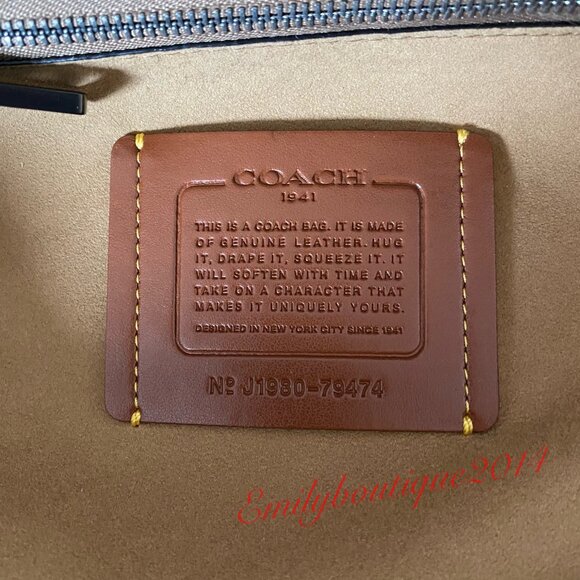 COACH
1941
THIS IS A COACH BAG. IT IS MADE
OF GENUINE LEATHER. HUG
IT, DRAPE IT, SQUEEZE IT. IT
WILL SOFTEN WITH TIME AND
TAKE ON A CHARACTER THAT
MAKES IT UNIQUELY YOURS.
DESIGNED IN NEW YORK CITY SINCE 1941
Nº J1980-79474
Emilyboutique2014